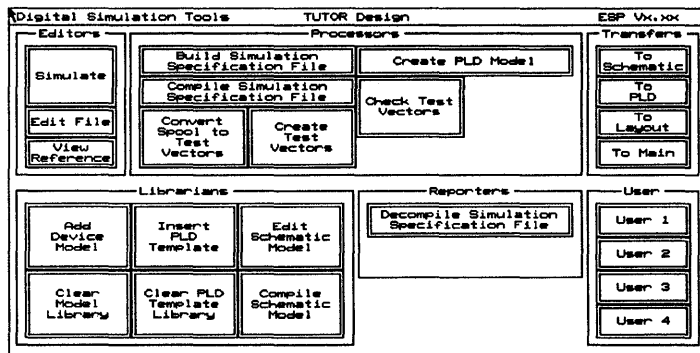 Digital Simulation Tools TUTOR Design ESP Vx.xx
Editors
Simulate
Edit File
View
Reference
Processors
Build Simulation
Specification File
Create PLD Model
Compile Simulation
Specification File
Check Test
Vectors
Convert
Spool to
Test
Vectors
Create
Test
Vectors
Transfers
To
Schematic
To
PLD
To
Layout
To Main
Librarians
Add
Device
Model
Insert
PLD
Template
Edit
Schematic
Model
Clear
Model
Library
Clear PLD
Template
Library
Compile
Schematic
Model
Reporters
Decompile Simulation
Specification File
User
User 1
User 2
User 3
User 4